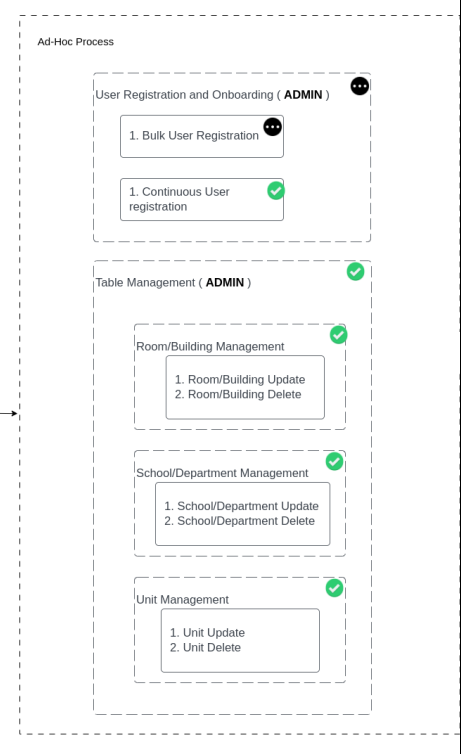 Ad-Hoc Process
User Registration and Onboarding ( ADMIN )
1. Bulk User Registration
1. Continuous User
registration
Table Management ( ADMIN )
Room/Building Management
1. Room/Building Update
2. Room/Building Delete
School/Department Management
1. School/Department Update
2. School/Department Delete
Unit Management
1. Unit Update
2. Unit Delete